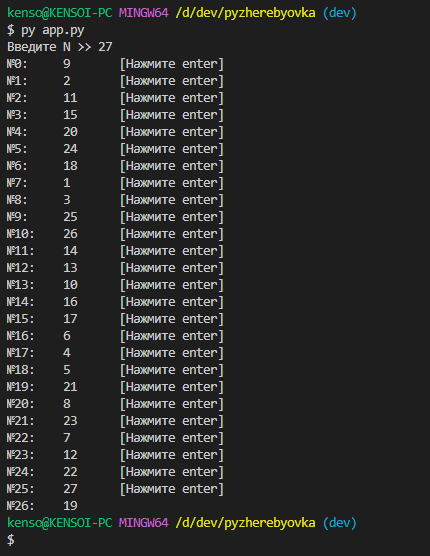 kenso@KENSOI-PC MINGW64 /d/dev/pyzherebyovka (dev)
$ py app.py
Введите N >> 27
№0: 9 [Нажмите enter]
№1: 2 [Нажмите enter]
№2: 11 [Нажмите enter]
№3: 15 [Нажмите enter]
№4: 20 [Нажмите enter]
№5: 24 [Нажмите enter]
№6: 18 [Нажмите enter]
№7: 1 [Нажмите enter]
№8: 3 [Нажмите enter]
№9: 25 [Нажмите enter]
№10: 26 [Нажмите enter]
№11: 14 [Нажмите enter]
№12: 13 [Нажмите enter]
№13: 10 [Нажмите enter]
№14: 16 [Нажмите enter]
№15: 17 [Нажмите enter]
№16: 6 [Нажмите enter]
№17: 4 [Нажмите enter]
№18: 5 [Нажмите enter]
№19: 21 [Нажмите enter]
№20: 8 [Нажмите enter]
№21: 23 [Нажмите enter]
№22: 7 [Нажмите enter]
№23: 12 [Нажмите enter]
№24: 22 [Нажмите enter]
№25: 27 [Нажмите enter]
№26: 19
kenso@KENSOI-PC MINGW64 /d/dev/pyzherebyovka (dev)
$